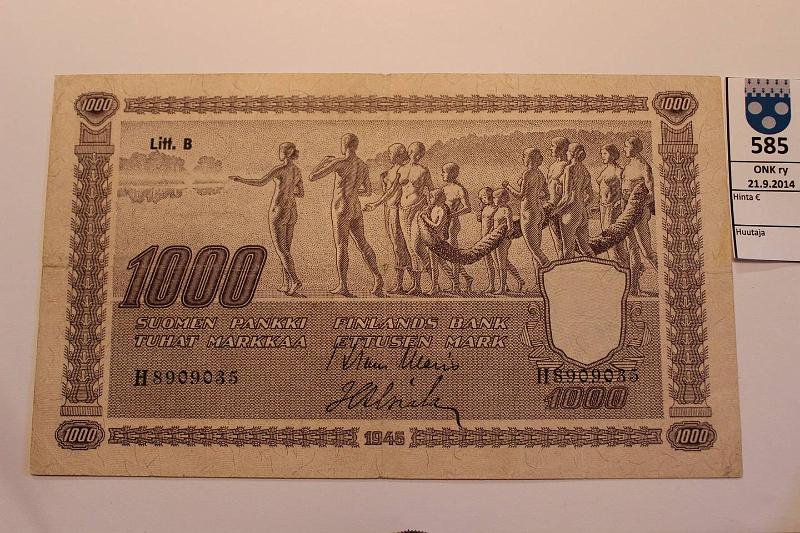 1000
1000
Litt. B
1000
SUOMEN PANKKI FINLANDS BANK
TUHAT MARKKAA ETTUSEN MARK
H8909035
H8909035
1000
1000
1945
1000
585
ONK ry
21.9.2014
Hinta €
Huutaja